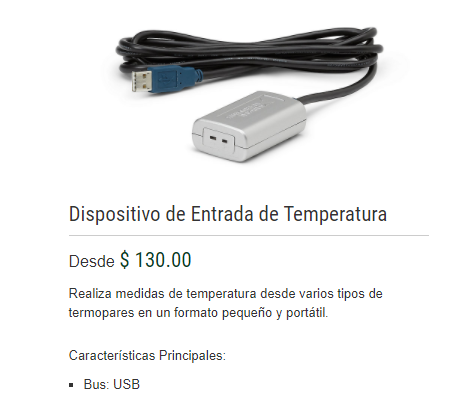 Dispositivo de Entrada de Temperatura
Desde $ 130.00
Realiza medidas de temperatura desde varios tipos de
termopares en un formato pequeño y portátil.
Características Principales:
Bus: USB